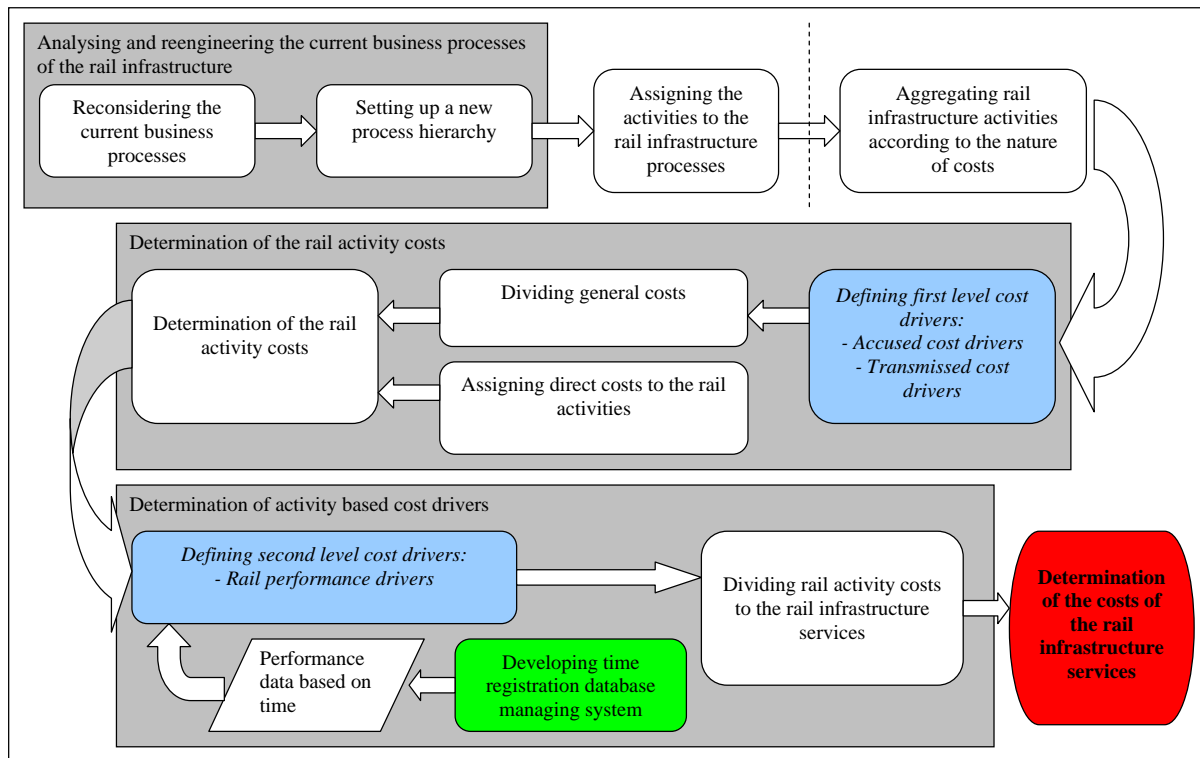 Analysing and reengineering the current business processes
of the rail infrastructure
Reconsidering the
current business
processes
Setting up a new
process hierarchy
Assigning the
activities to the
rail infrastructure
processes
Aggregating rail
infrastructure activities
according to the nature
of costs
Determination of the rail activity costs
Determination of the rail
activity costs
Dividing general costs
Assigning direct costs to the rail
activities
Defining first level cost
drivers:
- Accused cost drivers
- Transmissed cost
drivers
Determination of activity based cost drivers
Defining second level cost drivers:
- Rail performance drivers
Performance
data based on
time
Developing time
registration database
managing system
Dividing rail activity costs
to the rail infrastructure
services
Determination
of the costs of
the rail
infrastructure
services